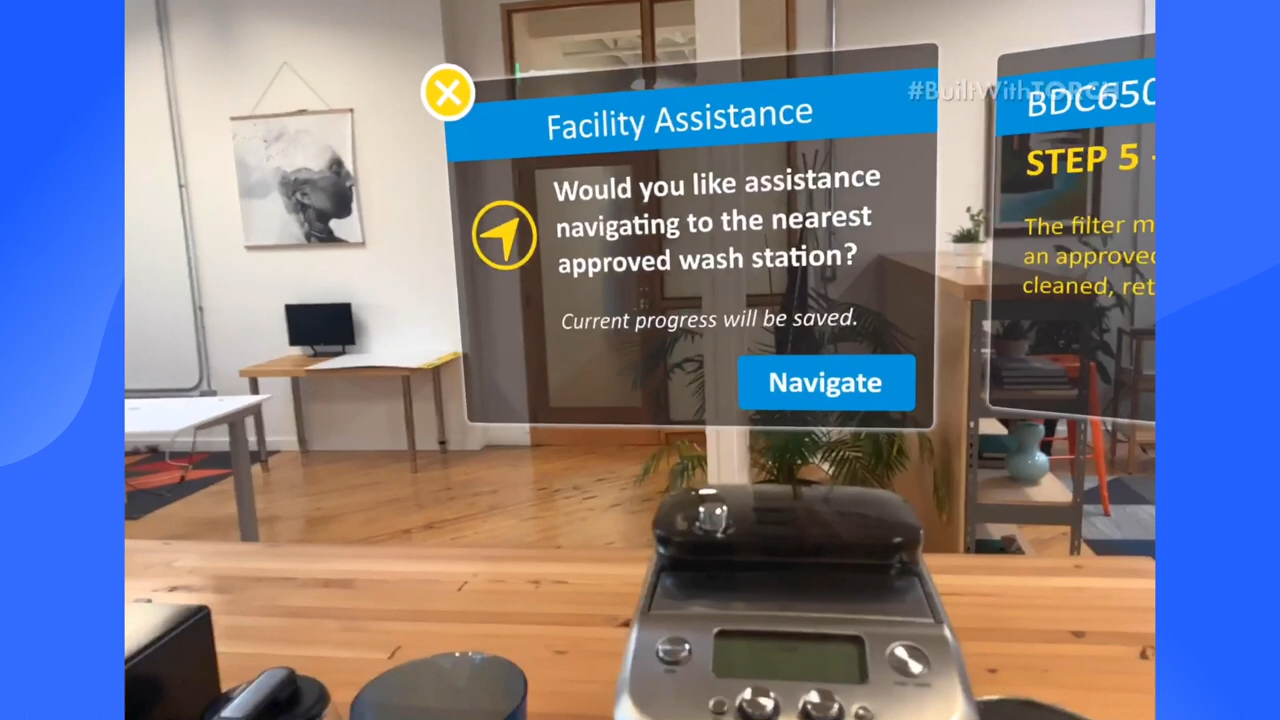 #BuiltWithTORCH
Facility Assistance
Would you like assistance
navigating to the nearest
approved wash station?
Current progress will be saved.
Navigate
BDC650
STEP 5 -
The filter m
an approved
cleaned, ret